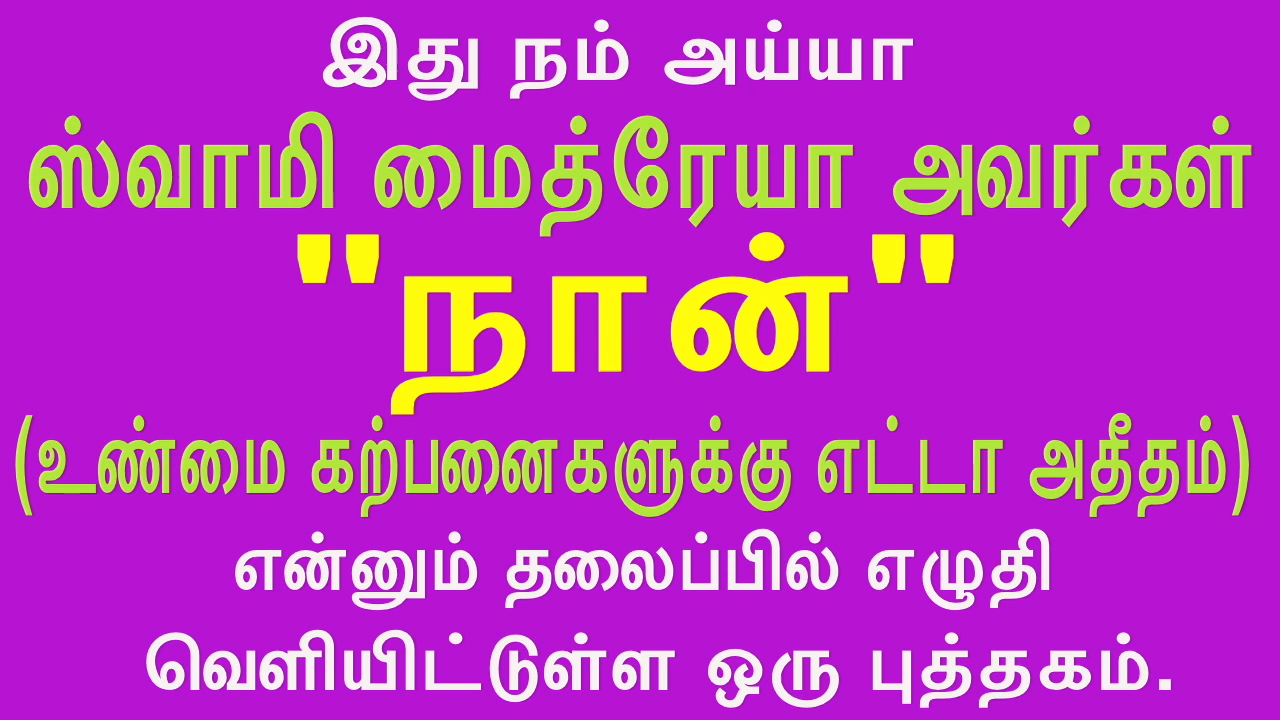 இது நம் அய்யா
ஸ்வாமி மைத்ரேயா அவர்கள்
"நான்"
(உண்மை கற்பனைகளுக்கு எட்டா அதீதம்)
என்னும் தலைப்பில் எழுதி
வெளியிட்டுள்ள ஒரு புத்தகம்.